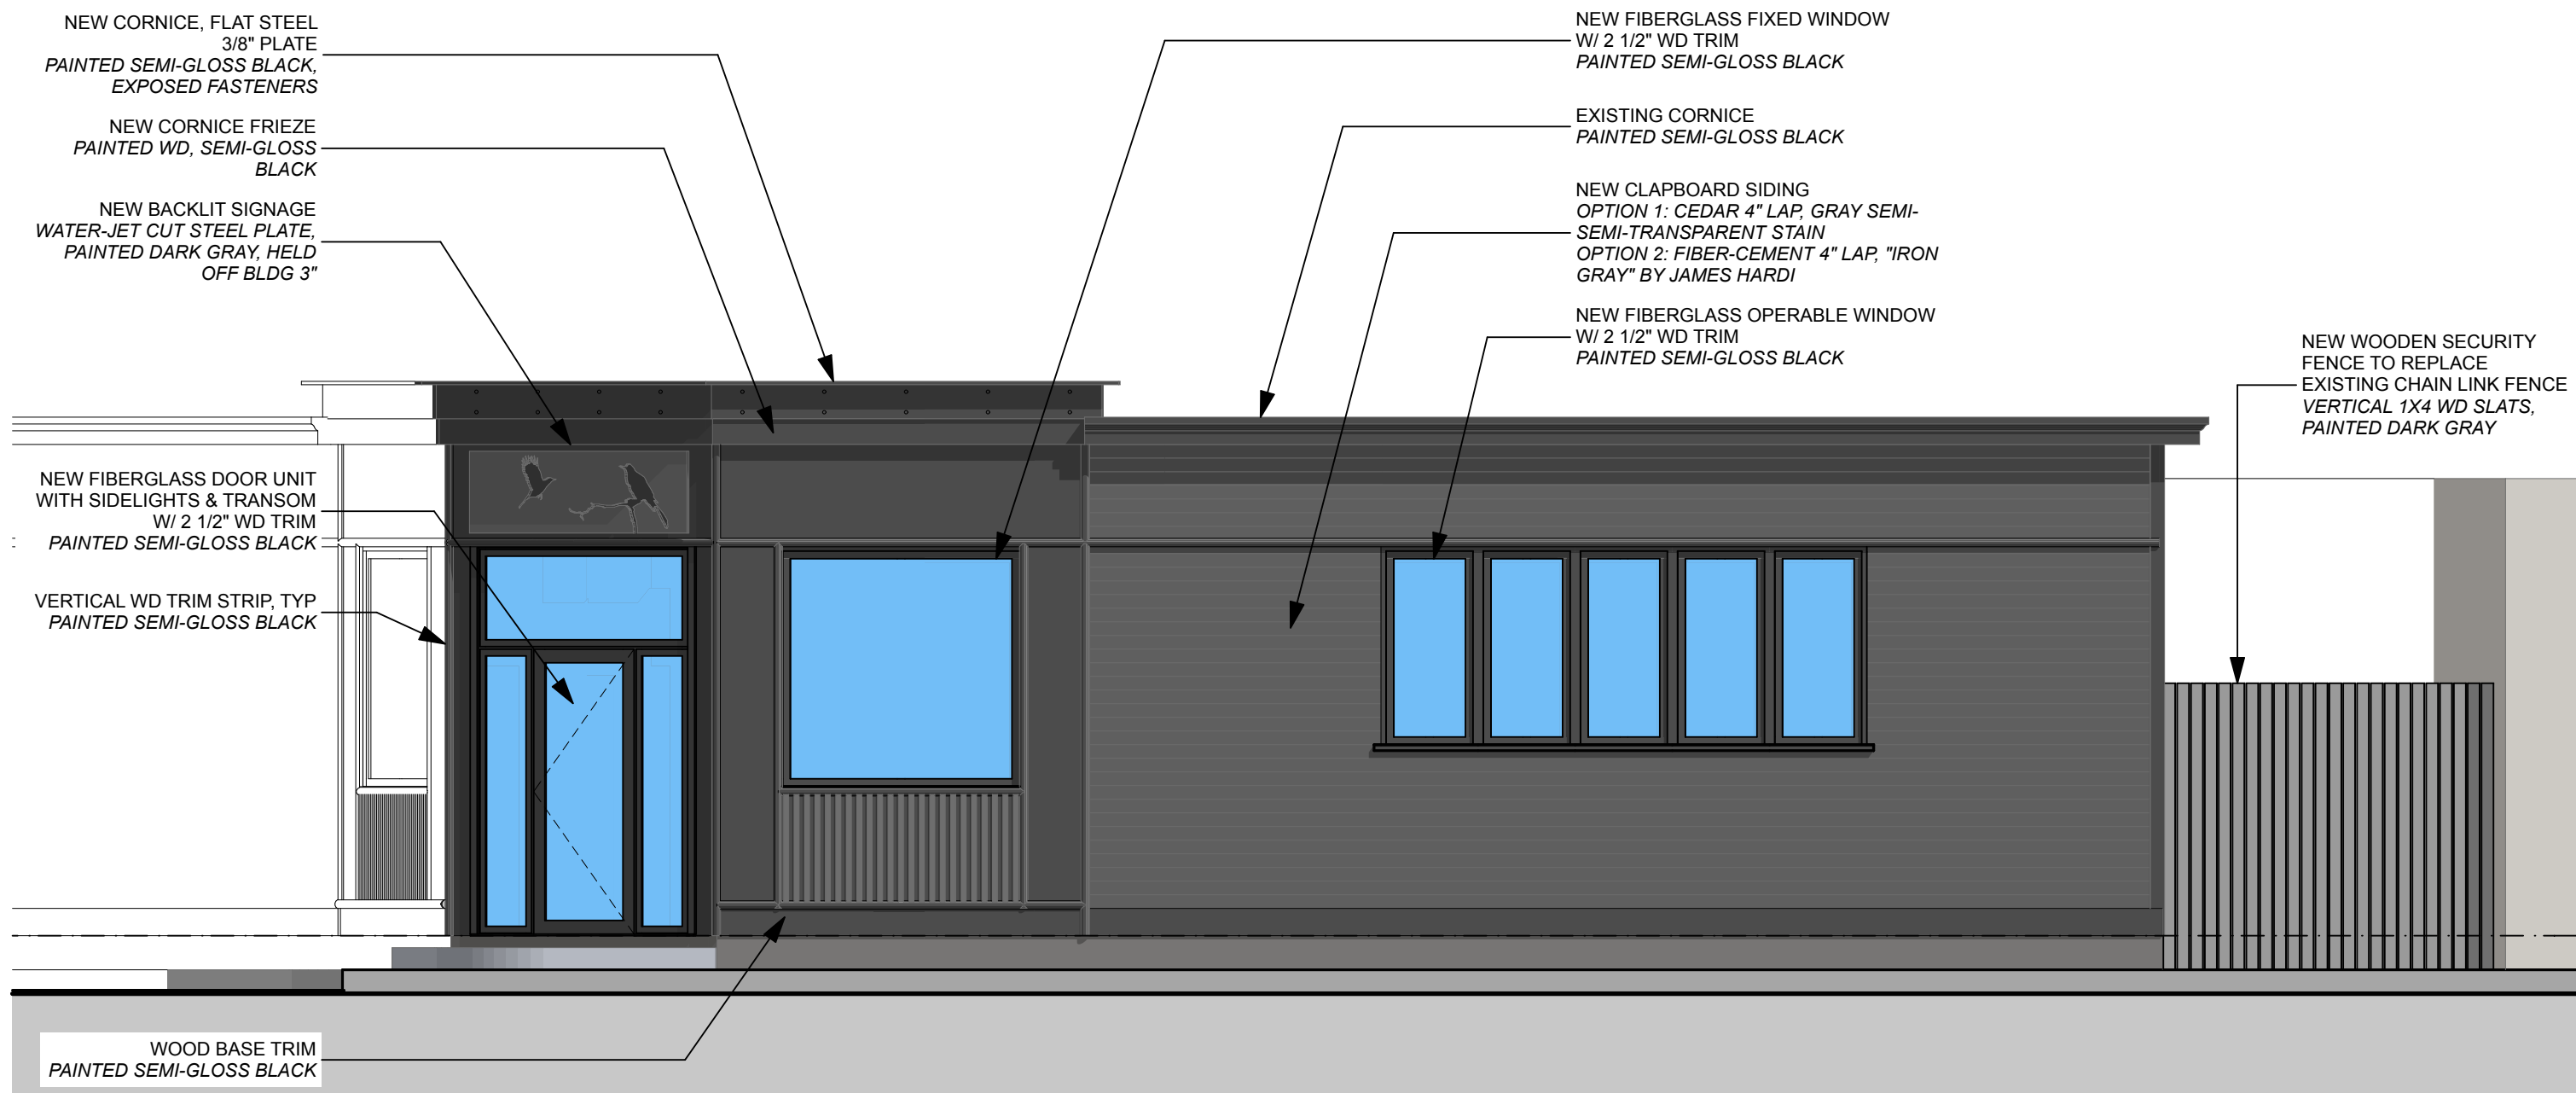 NEW CORNICE, FLAT STEEL
3/8" PLATE
PAINTED SEMI-GLOSS BLACK,
EXPOSED FASTENERS
NEW CORNICE FRIEZE
PAINTED WD, SEMI-GLOSS
BLACK
NEW BACKLIT SIGNAGE
WATER-JET CUT STEEL PLATE,
PAINTED DARK GRAY, HELD
OFF BLDG 3"
NEW FIBERGLASS DOOR UNIT
WITH SIDELIGHTS & TRANSOM
W/ 2 1/2" WD TRIM
PAINTED SEMI-GLOSS BLACK
VERTICAL WD TRIM STRIP, TYP
PAINTED SEMI-GLOSS BLACK
WOOD BASE TRIM
PAINTED SEMI-GLOSS BLACK
NEW FIBERGLASS FIXED WINDOW
W/ 2 1/2" WD TRIM
PAINTED SEMI-GLOSS BLACK
EXISTING CORNICE
PAINTED SEMI-GLOSS BLACK
NEW CLAPBOARD SIDING
OPTION 1: CEDAR 4" LAP, GRAY SEMI-
SEMI-TRANSPARENT STAIN
OPTION 2: FIBER-CEMENT 4" LAP, "IRON
GRAY" BY JAMES HARDI
NEW FIBERGLASS OPERABLE WINDOW
W/ 2 1/2" WD TRIM
PAINTED SEMI-GLOSS BLACK
NEW WOODEN SECURITY
FENCE TO REPLACE
EXISTING CHAIN LINK FENCE
VERTICAL 1X4 WD SLATS,
PAINTED DARK GRAY